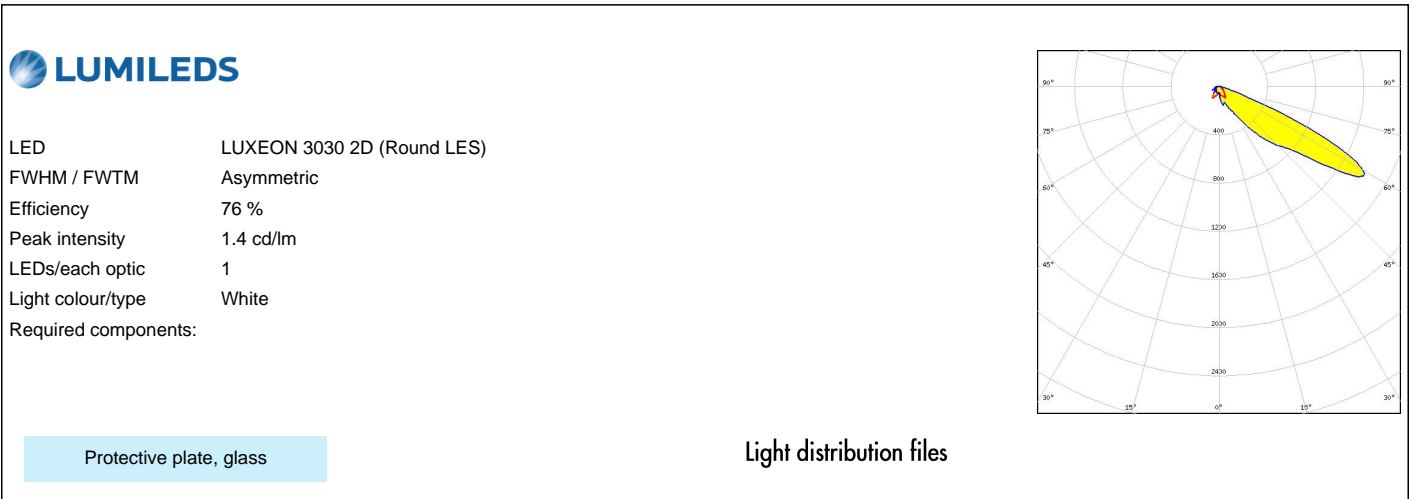 LUMILEDS
LED LUXEON 3030 2D (Round LES)
FWHM / FWTM Asymmetric
Efficiency 76 %
Peak intensity 1.4 cd/lm
LEDs/each optic 1
Light colour/type White
Required components:
Protective plate, glass
90° 90°
75° 75°
60° 60°
45° 45°
30° 30°
15° 0° 15°
400
800
1200
1600
2000
2400
Light distribution files